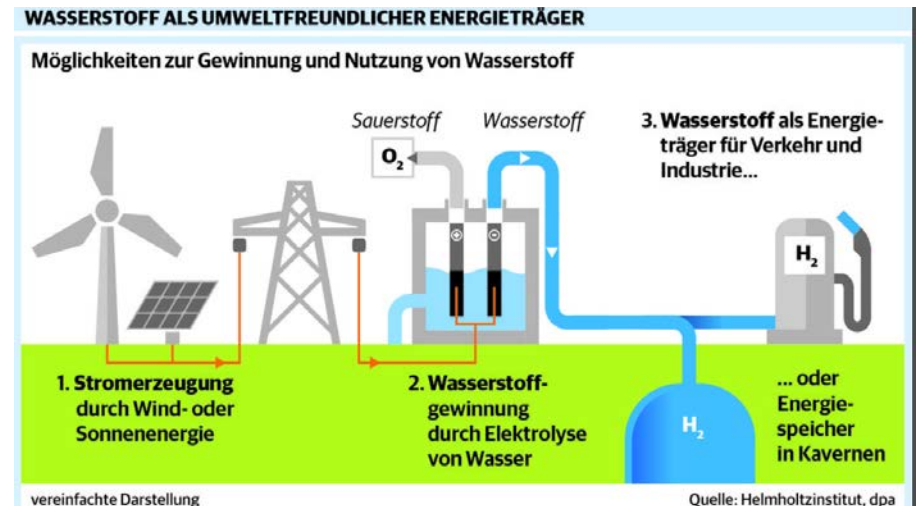 WASSERSTOFF ALS UMWELTFREUNDLICHER ENERGIETRÄGER
Möglichkeiten zur Gewinnung und Nutzung von Wasserstoff
Sauerstoff
Wasserstoff
O₂
3. Wasserstoff als Energie-
träger für Verkehr und
Industrie...
H₂
1. Stromerzeugung
durch Wind- oder
Sonnenenergie
2. Wasserstoff-
gewinnung
durch Elektrolyse
von Wasser
H₂
... oder
Energie-
speicher
in Kavernen
vereinfachte Darstellung
Quelle: Helmholtzinstitut, dpa